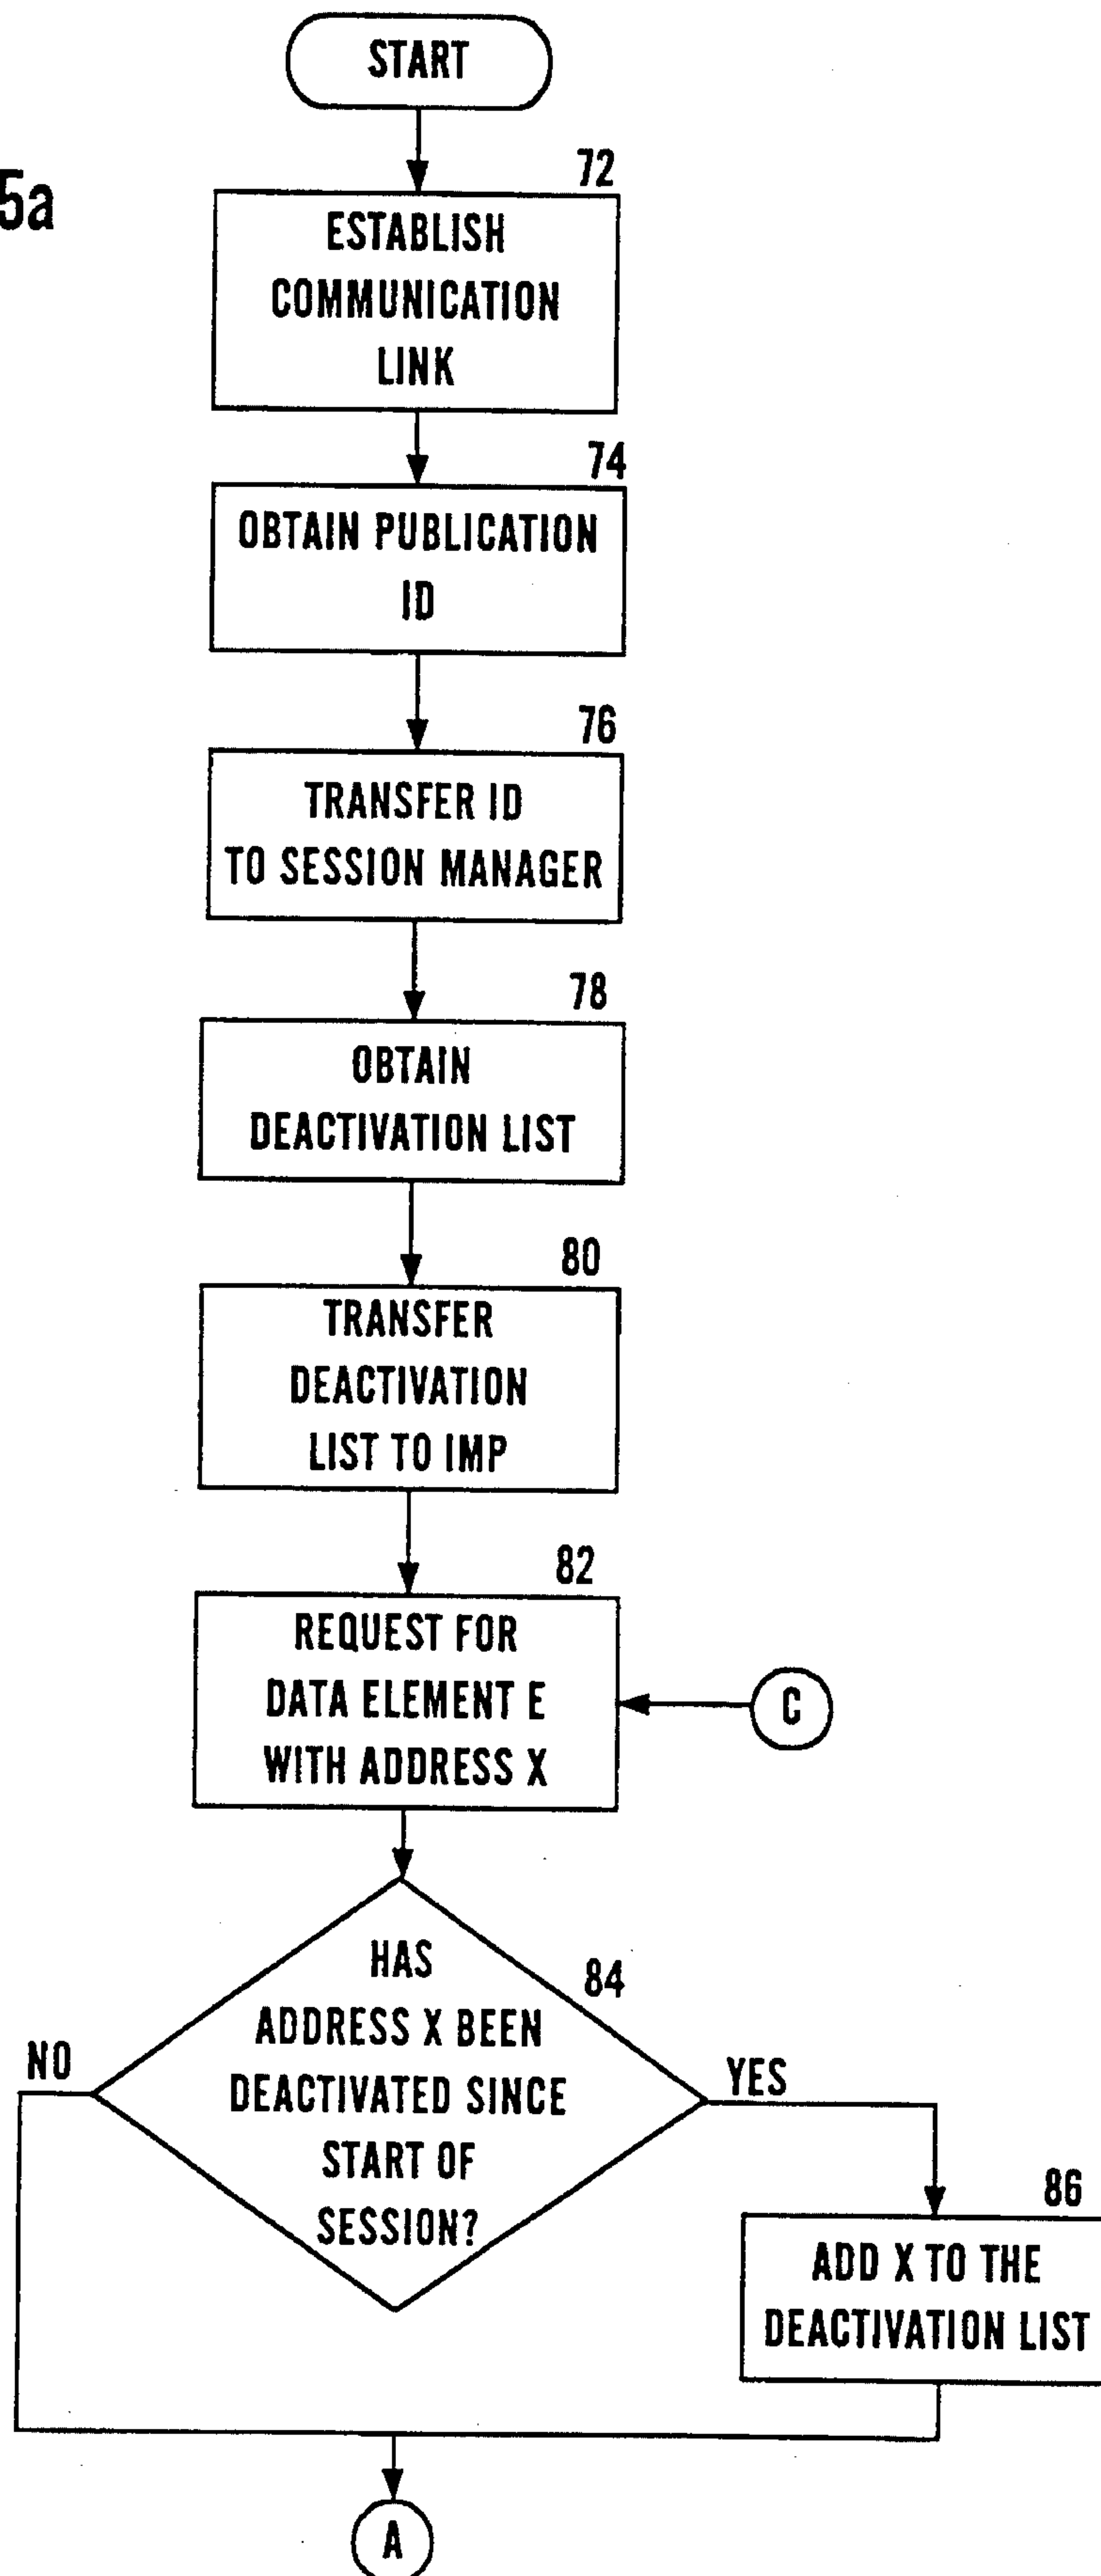 START
5a
72
ESTABLISH
COMMUNICATION
LINK
74
OBTAIN PUBLICATION
ID
76
TRANSFER ID
TO SESSION MANAGER
78
OBTAIN
DEACTIVATION LIST
80
TRANSFER
DEACTIVATION
LIST TO IMP
82
REQUEST FOR
DATA ELEMENT E
WITH ADDRESS X
C
84
HAS
ADDRESS X BEEN
DEACTIVATED SINCE
START OF
SESSION?
NO
YES
86
ADD X TO THE
DEACTIVATION LIST
A